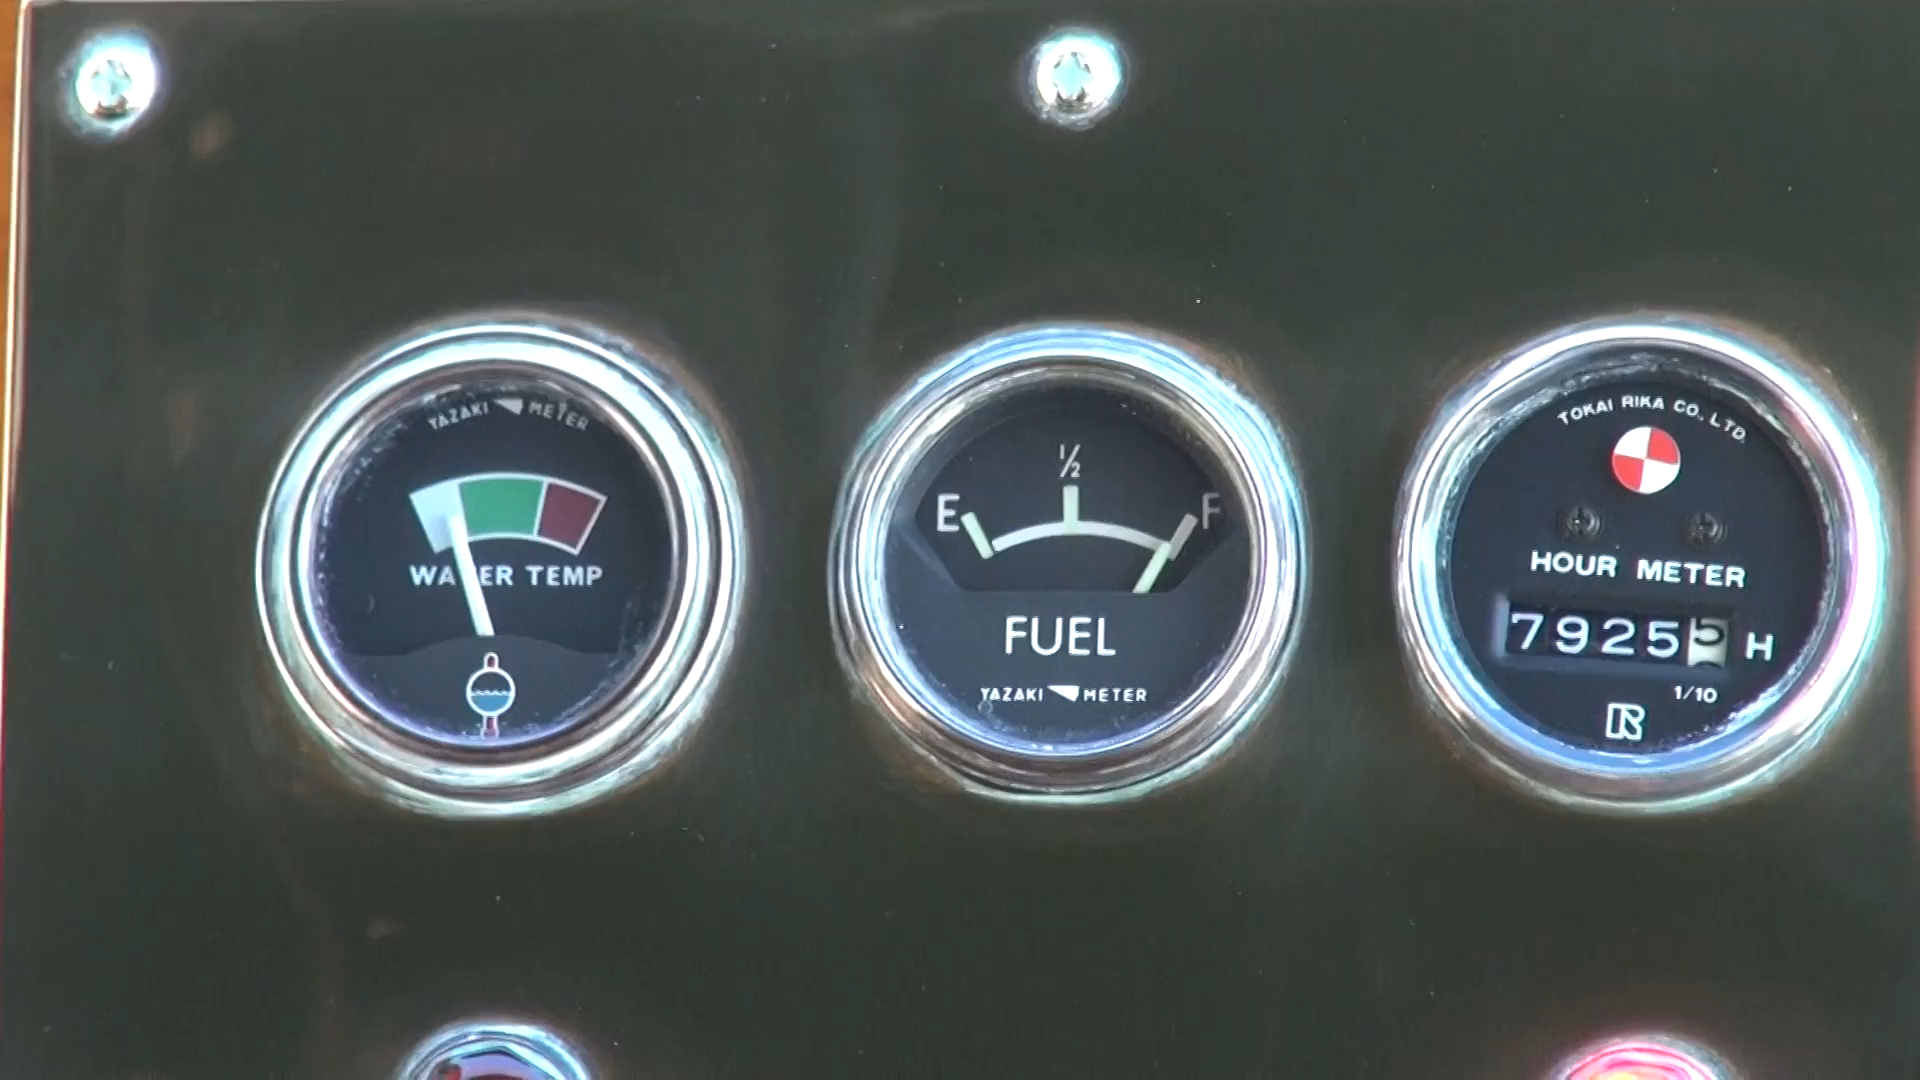 YAZAKI METER
WATER TEMP
1/2
E F
FUEL
YAZAKI METER
TOKAI RIKA CO., LTD.
HOUR METER
7925 H
1/10
R